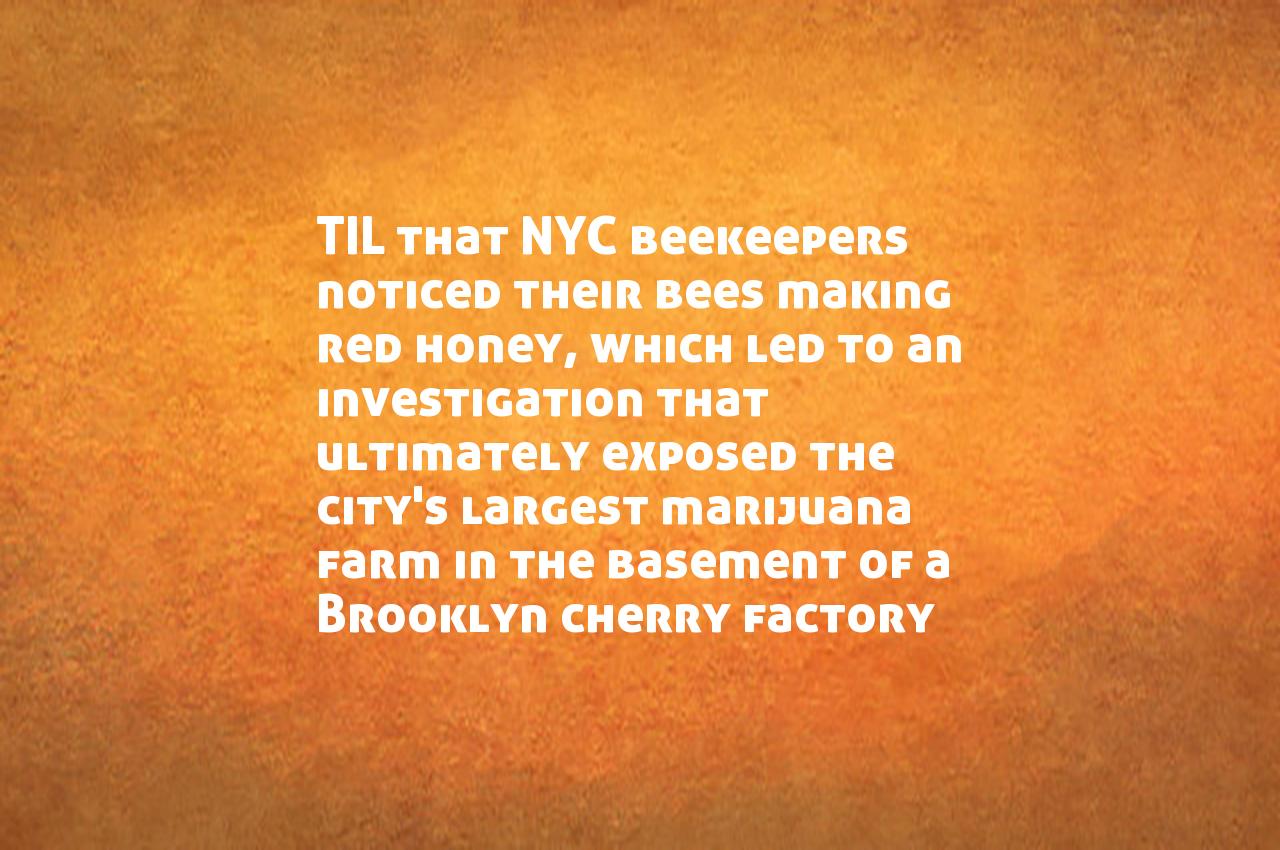 TIL that NYC beekeepers
noticed their bees making
red honey, which led to an
investigation that
ultimately exposed the
city's largest marijuana
farm in the basement of a
Brooklyn cherry factory